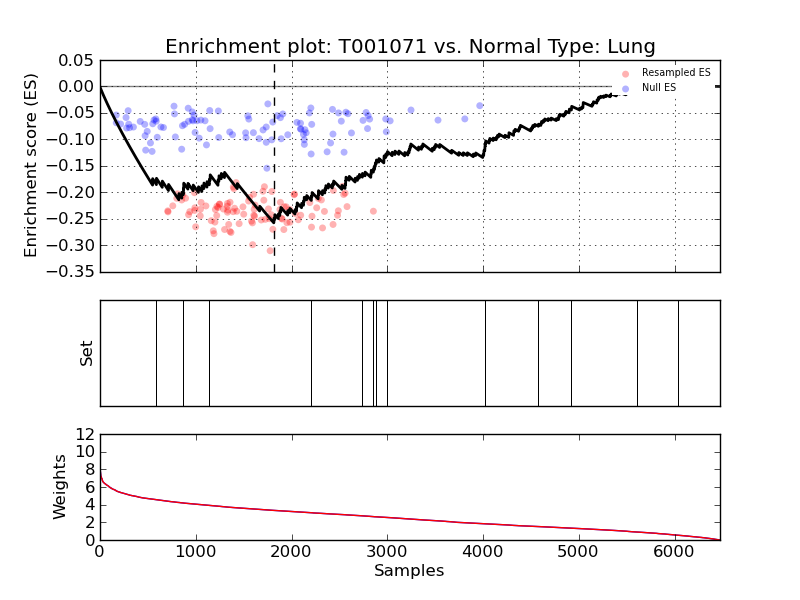 Enrichment plot: T001071 vs. Normal Type: Lung
Enrichment score (ES)
0.05
0.00
−0.05
−0.10
−0.15
−0.20
−0.25
−0.30
−0.35
Resampled ES
Null ES
Set
Weights
12
10
8
6
4
2
0
0 1000 2000 3000 4000 5000 6000
Samples